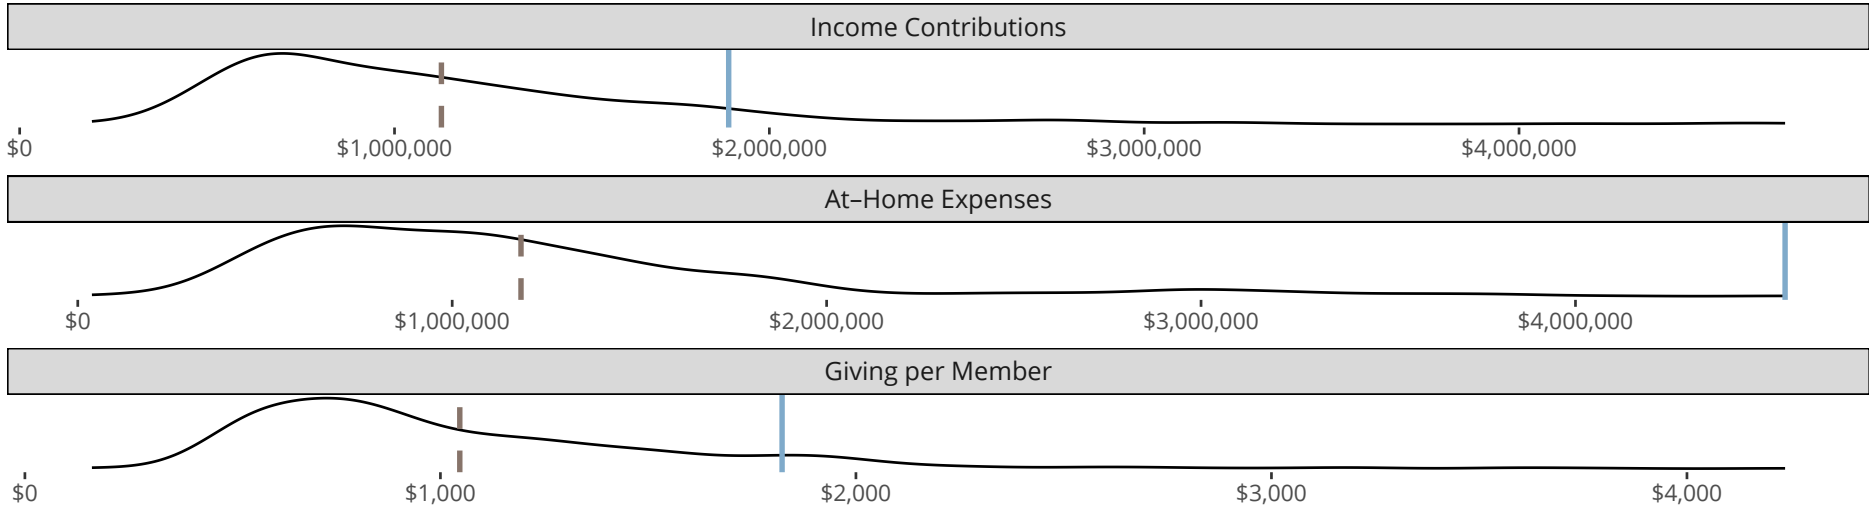 Income Contributions
$0 $1,000,000 $2,000,000 $3,000,000 $4,000,000
At–Home Expenses
$0 $1,000,000 $2,000,000 $3,000,000 $4,000,000
Giving per Member
$0 $1,000 $2,000 $3,000 $4,000